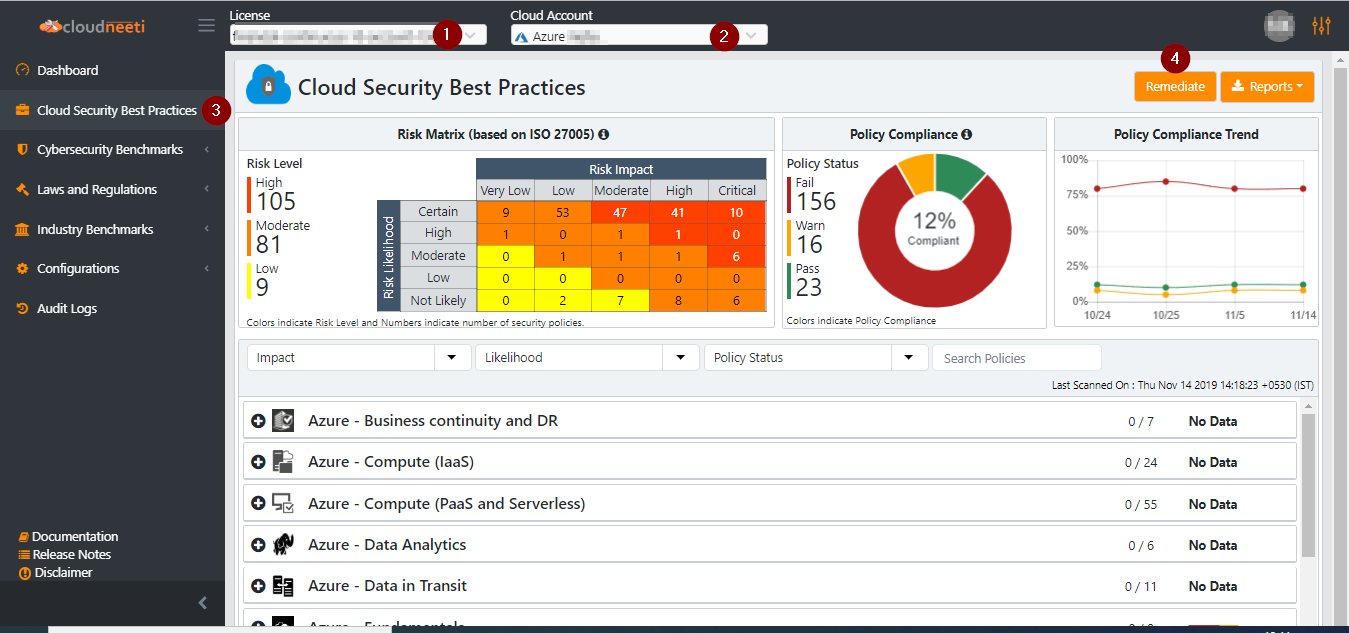 License
Cloud Account
cloudneeti
1
Azure
2
4
Dashboard
Cloud Security Best Practices
3
Cybersecurity Benchmarks
Laws and Regulations
Industry Benchmarks
Configurations
Audit Logs
Documentation
Release Notes
Disclaimer
Cloud Security Best Practices
Remediate
Reports
Risk Matrix (based on ISO 27005)
Risk Level
High
105
Moderate
81
Low
9
Risk Impact
Very Low Low Moderate High Critical
Risk Likelihood
Certain 9 53 47 41 10
High 1 0 1 1 0
Moderate 0 1 1 1 6
Low 0 0 0 0 0
Not Likely 0 2 7 8 6
Colors indicate Risk Level and Numbers indicate number of security policies.
Policy Compliance
Policy Status
Fail
156
Warn
16
Pass
23
12%
Compliant
Colors indicate Policy Compliance
Policy Compliance Trend
100%
75%
50%
25%
0%
10/24 10/25 11/5 11/14
Impact Likelihood Policy Status Search Policies
Last Scanned On : Thu Nov 14 2019 14:18:23 +0530 (IST)
Azure - Business continuity and DR 0 / 7 No Data
Azure - Compute (IaaS) 0 / 24 No Data
Azure - Compute (PaaS and Serverless) 0 / 55 No Data
Azure - Data Analytics 0 / 6 No Data
Azure - Data in Transit 0 / 11 No Data
Azure - Fundamentals